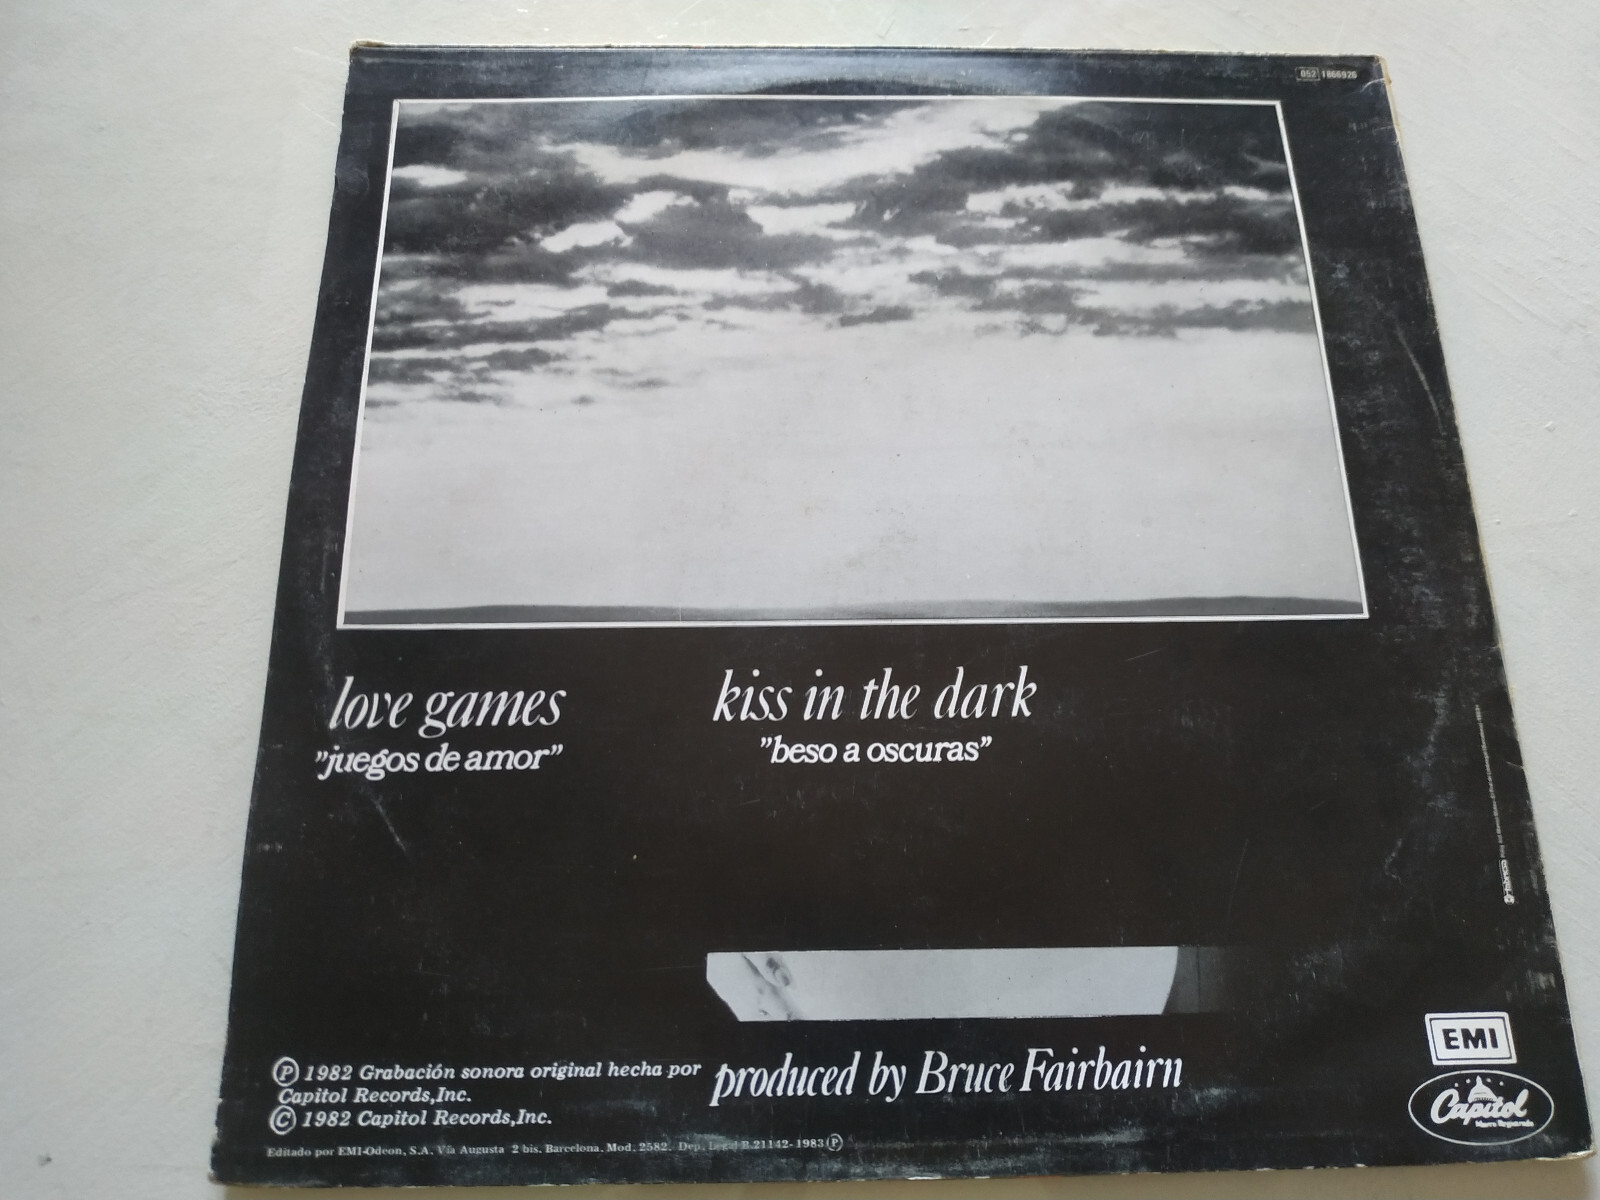 052 1866926
love games
"juegos de amor"
kiss in the dark
"beso a oscuras"
Ⓟ 1982 Grabación sonora original hecha por
Capitol Records,Inc.
© 1982 Capitol Records,Inc.
produced by Bruce Fairbairn
Editado por EMI-Odeon, S.A. Vía Augusta 2 bis. Barcelona. Mod. 2582. Dep. Legal B.21142-1983 Ⓟ
EMI
Capitol
Marca Registrada